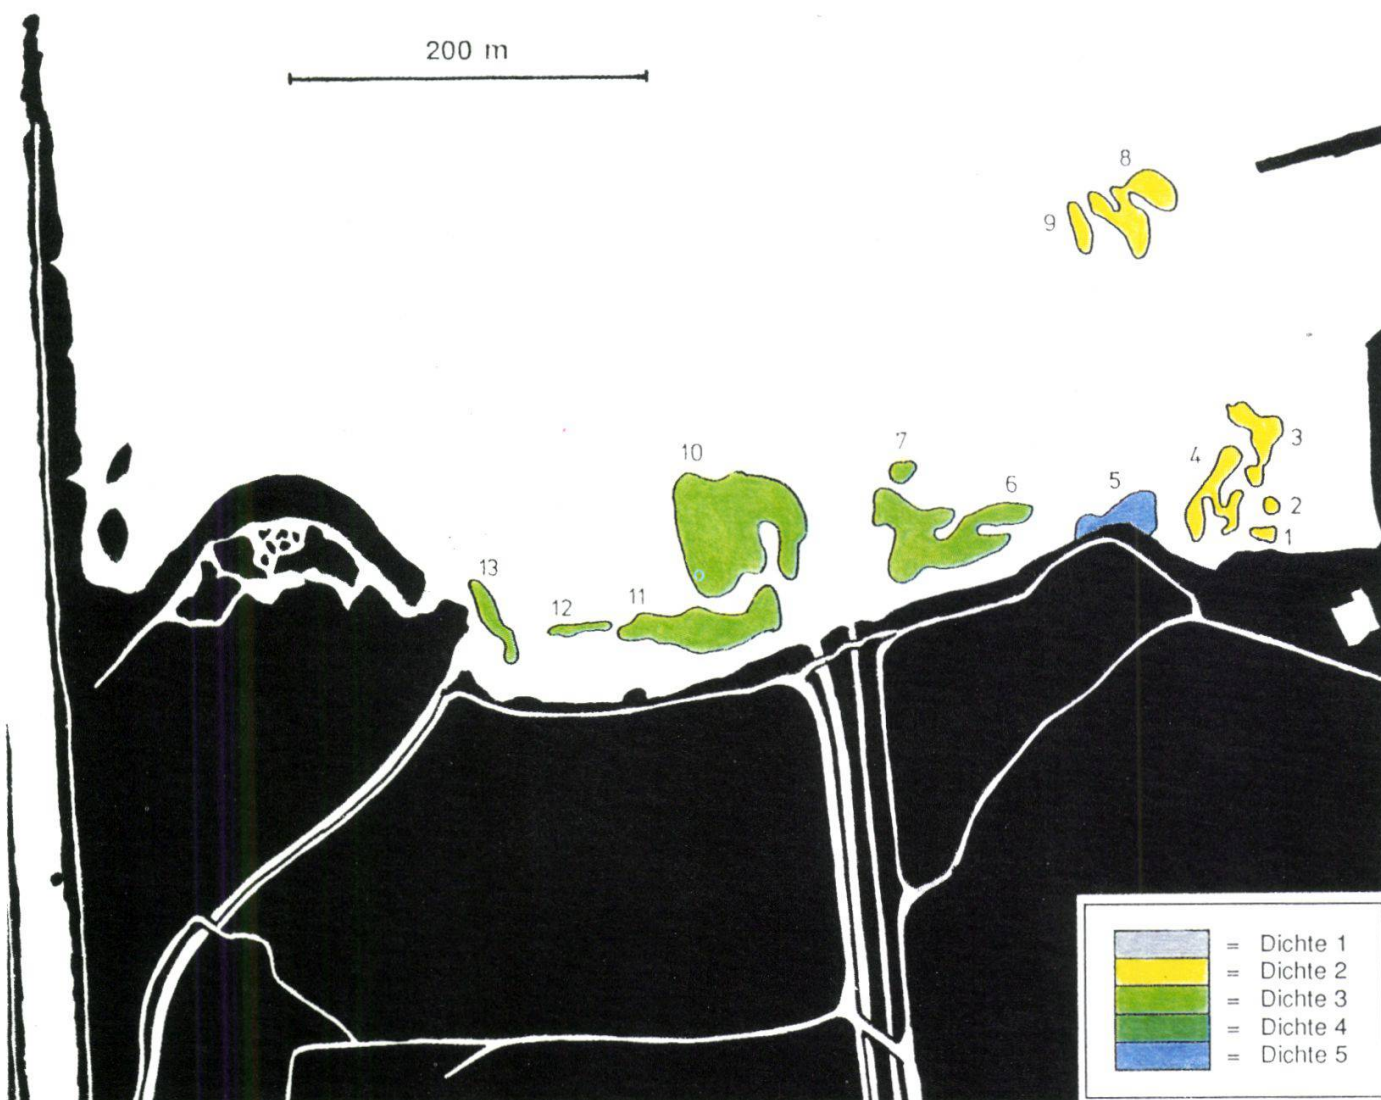 200 m
8
9
3
4
7
10
6
5
2
1
13
11
12
= Dichte 1
= Dichte 2
= Dichte 3
= Dichte 4
= Dichte 5